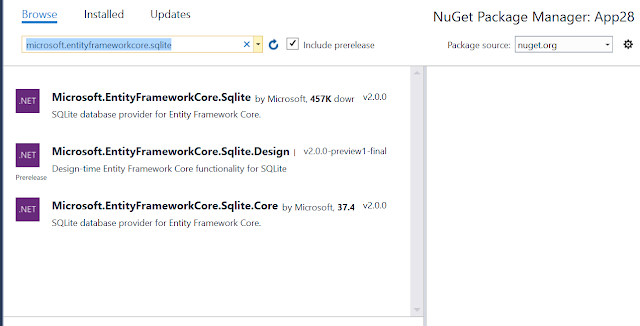 Browse Installed Updates NuGet Package Manager: App28
microsoft.entityframeworkcore.sqlite Include prerelease Package source: nuget.org
.NET Microsoft.EntityFrameworkCore.Sqlite by Microsoft, 457K dowr v2.0.0
SQLite database provider for Entity Framework Core.
.NET Microsoft.EntityFrameworkCore.Sqlite.Design v2.0.0-preview1-final
Design-time Entity Framework Core functionality for SQLite
Prerelease
.NET Microsoft.EntityFrameworkCore.Sqlite.Core by Microsoft, 37.4 v2.0.0
SQLite database provider for Entity Framework Core.